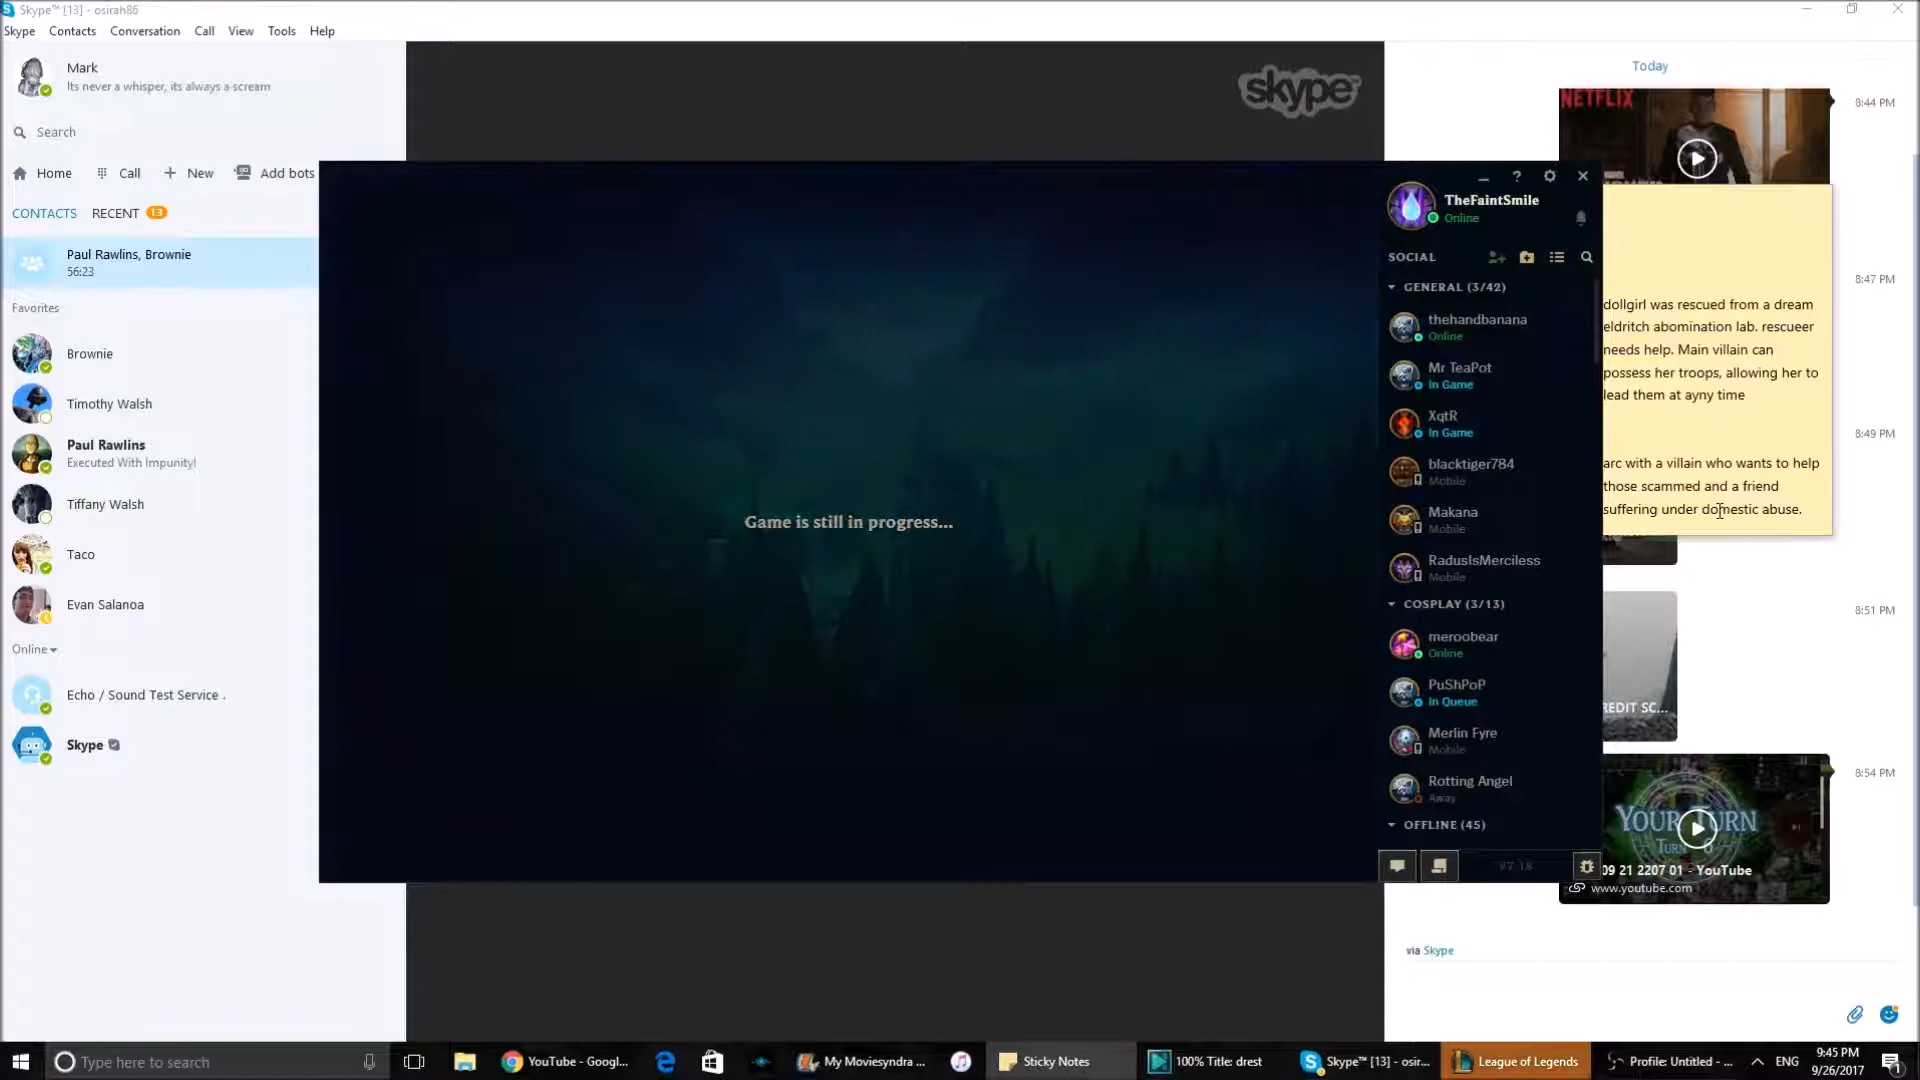 Skype™ [13] - osirah86
Skype Contacts Conversation Call View Tools Help
Mark
Its never a whisper, its always a scream
Search
Home Call New Add bots
CONTACTS RECENT 13
Paul Rawlins, Brownie
56:23
Favorites
Brownie
Timothy Walsh
Paul Rawlins
Executed With Impunity!
Tiffany Walsh
Taco
Evan Salanoa
Online
Echo / Sound Test Service .
Skype
skype
Game is still in progress...
TheFaintSmile
Online
SOCIAL
GENERAL (3/42)
thehandbanana
Online
Mr TeaPot
In Game
XqtR
In Game
blacktiger784
Mobile
Makana
Mobile
RadusIsMerciless
Mobile
COSPLAY (3/13)
meroobear
Online
PuShPoP
In Queue
Merlin Fyre
Mobile
Rotting Angel
Away
OFFLINE (45)
V7.18
Today
NETFLIX
8:44 PM
8:47 PM
dollgirl was rescued from a dream
eldritch abomination lab. rescueer
needs help. Main villain can
possess her troops, allowing her to
lead them at ayny time
8:49 PM
arc with a villain who wants to help
those scammed and a friend
suffering under domestic abuse.
8:51 PM
REDIT SC...
8:54 PM
YOUR TURN
TURN 6
09 21 2207 01 - YouTube
www.youtube.com
via Skype
Type here to search
YouTube - Googl...
My Moviesyndra ...
Sticky Notes
100% Title: drest
Skype™ [13] - osir...
League of Legends
Profile: Untitled - ...
ENG
9:45 PM
9/26/2017
1